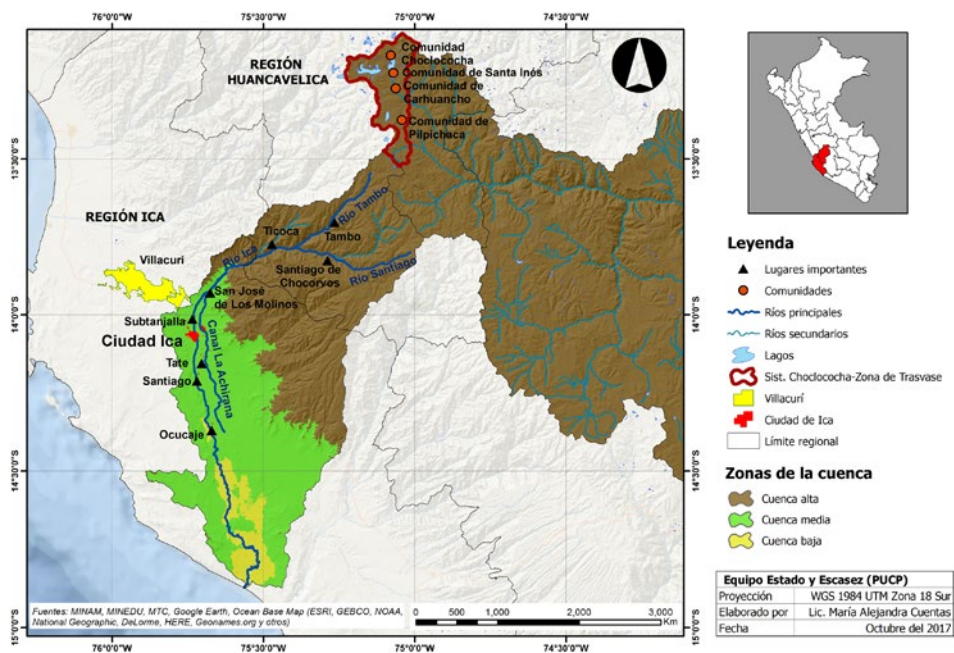 76°0'0"W
75°30'0"W
75°0'0"W
74°30'0"W
REGIÓN
HUANCAVELICA
Comunidad
Choclococha
Comunidad de Santa Inés
Comunidad de
Carhuancho
Comunidad de
Pilpichaca
13°30'0"S
13°30'0"S
REGIÓN ICA
Río Tambo
Ticoca
Tambo
Río Ica
Santiago de
Chocorvos
Río Santiago
Villacuri
San José
de Los Molinos
14°0'0"S
14°0'0"S
Subtanjalla
Ciudad Ica
Canal La Achirana
Tate
Santiago
Ocucaje
14°30'0"S
14°30'0"S
Fuentes: MINAM, MINEDU, MTC, Google Earth, Ocean Base Map (ESRI, GEBCO, NOAA,
National Geographic, DeLorme, HERE, Geonames.org y otros)
0 500 1,000 2,000 3,000
Km
15°0'0"S
15°0'0"S
76°0'0"W
75°30'0"W
75°0'0"W
74°30'0"W
Leyenda
Lugares importantes
Comunidades
Ríos principales
Ríos secundarios
Lagos
Sist. Choclococha-Zona de Trasvase
Villacurí
Ciudad de Ica
Límite regional
Zonas de la cuenca
Cuenca alta
Cuenca media
Cuenca baja
Equipo Estado y Escasez (PUCP)
Proyección WGS 1984 UTM Zona 18 Sur
Elaborado por Lic. María Alejandra Cuentas
Fecha Octubre del 2017